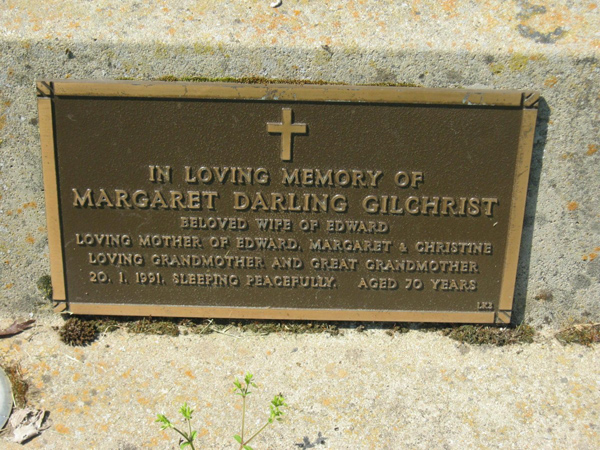 IN LOVING MEMORY OF
MARGARET DARLING GILCHRIST
BELOVED WIFE OF EDWARD
LOVING MOTHER OF EDWARD, MARGARET & CHRISTINE
LOVING GRANDMOTHER AND GREAT GRANDMOTHER
20. 1. 1991. SLEEPING PEACEFULLY. AGED 70 YEARS